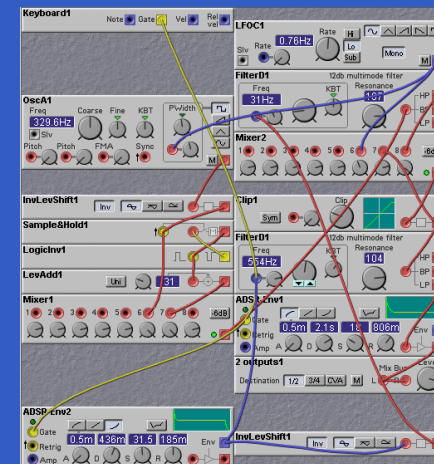 Keyboard1
Note Gate Vel Rel vel
LFOC1
0.76Hz
Rate
Slv
Rate
Hi
Lo
Sub
Mono
M
FilterD1
12db multimode filter
Freq
31Hz
KBT
Resonance
107
HP
BP
LP
OscA1
Freq
Coarse
Fine
KBT
329.6Hz
Slv
Pitch
Pitch
FMA
Sync
PWidth
M
Mixer2
1 2 3 4 5 6 7 8
InvLevShift1
Inv
Clip1
Sym
Clip
Sample&Hold1
LogicInv1
FilterD1
12db multimode filter
Freq
554Hz
KBT
Resonance
104
HP
BP
LP
LevAdd1
Uni
Mixer1
1 2 3 4 5 6 7 8
-6dB
ADSR-Env1
Gate
Retrig
Amp
0.5m 2.1s 806m
A D S R
Env
2 outputs1
Destination 1/2 3/4 CVA M
Mix Bus
L
ADSR-Env2
Gate
Retrig
Amp
0.5m 436m 31.5 185m
Env
A D S R
InvLevShift1
Inv